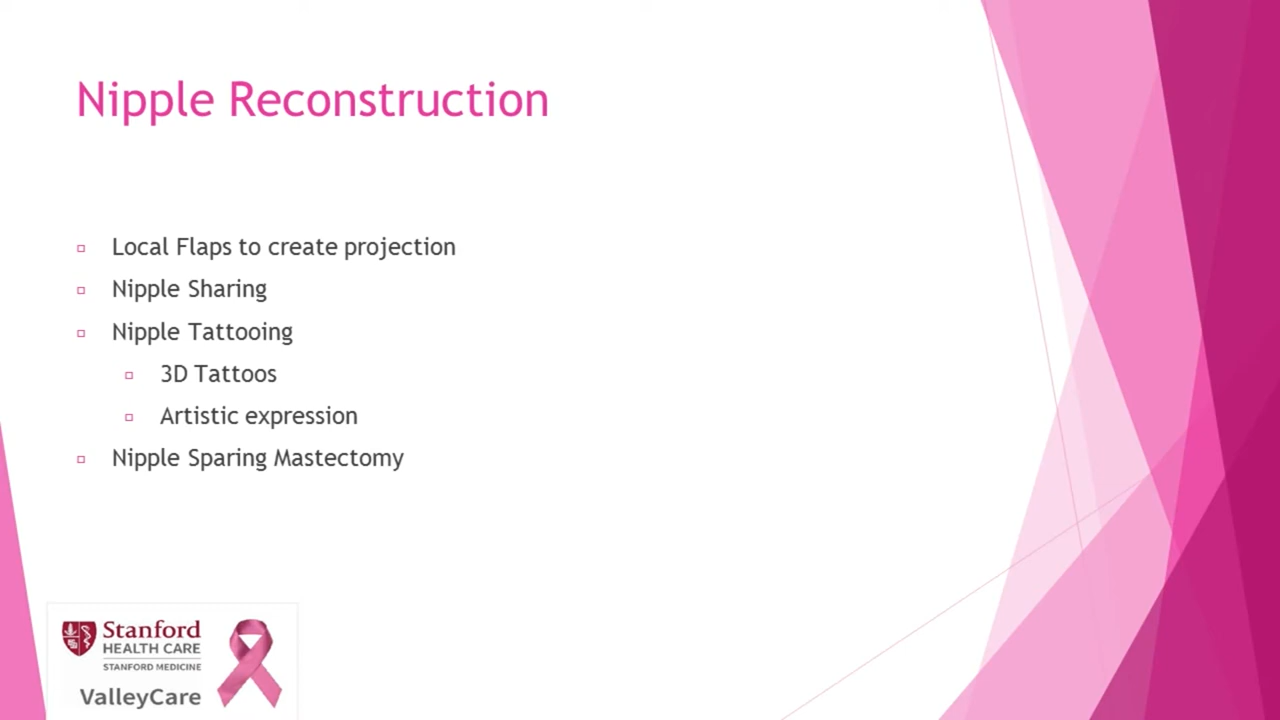 Nipple Reconstruction
Local Flaps to create projection
Nipple Sharing
Nipple Tattooing
3D Tattoos
Artistic expression
Nipple Sparing Mastectomy
Stanford
HEALTH CARE
STANFORD MEDICINE
ValleyCare